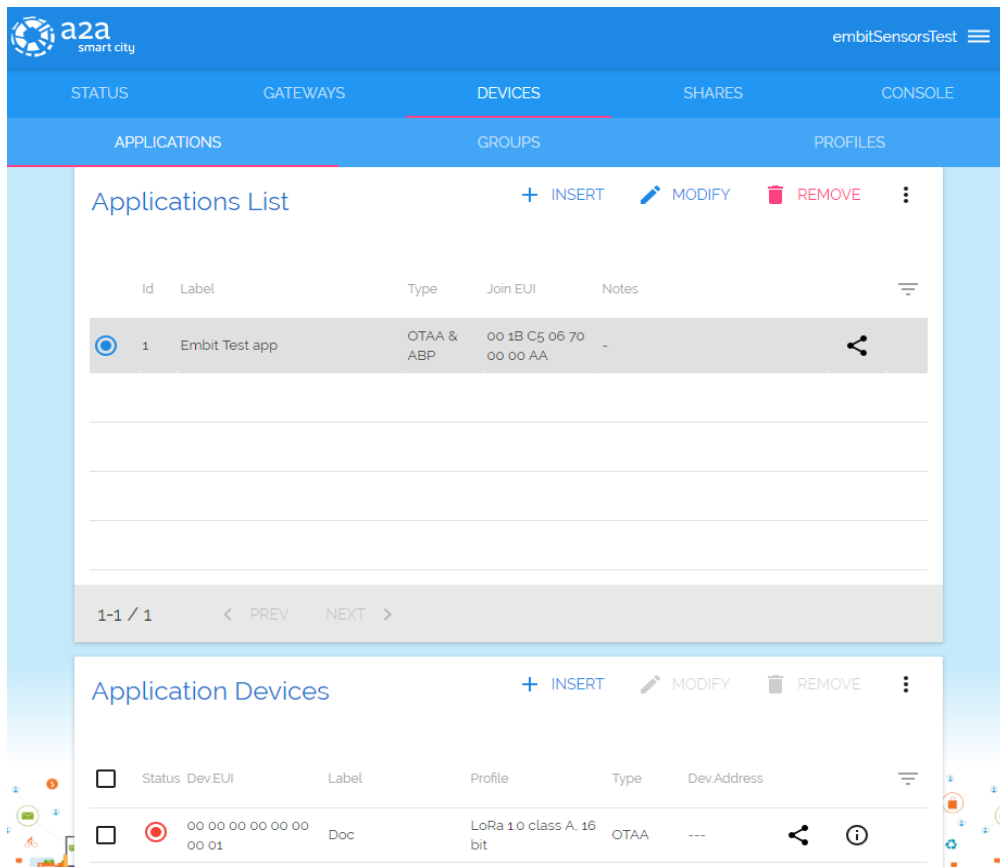 a2a
smart city
embitSensorsTest
STATUS GATEWAYS DEVICES SHARES CONSOLE
APPLICATIONS GROUPS PROFILES
Applications List
INSERT MODIFY REMOVE
Id Label Type Join EUI Notes
1 Embit Test app OTAA & ABP 00 1B C5 06 70 00 00 AA -
1-1 / 1 PREV NEXT
Application Devices
INSERT MODIFY REMOVE
Status Dev.EUI Label Profile Type Dev.Address
00 00 00 00 00 00 00 01 Doc LoRa 1.0 class A, 16 bit OTAA ---